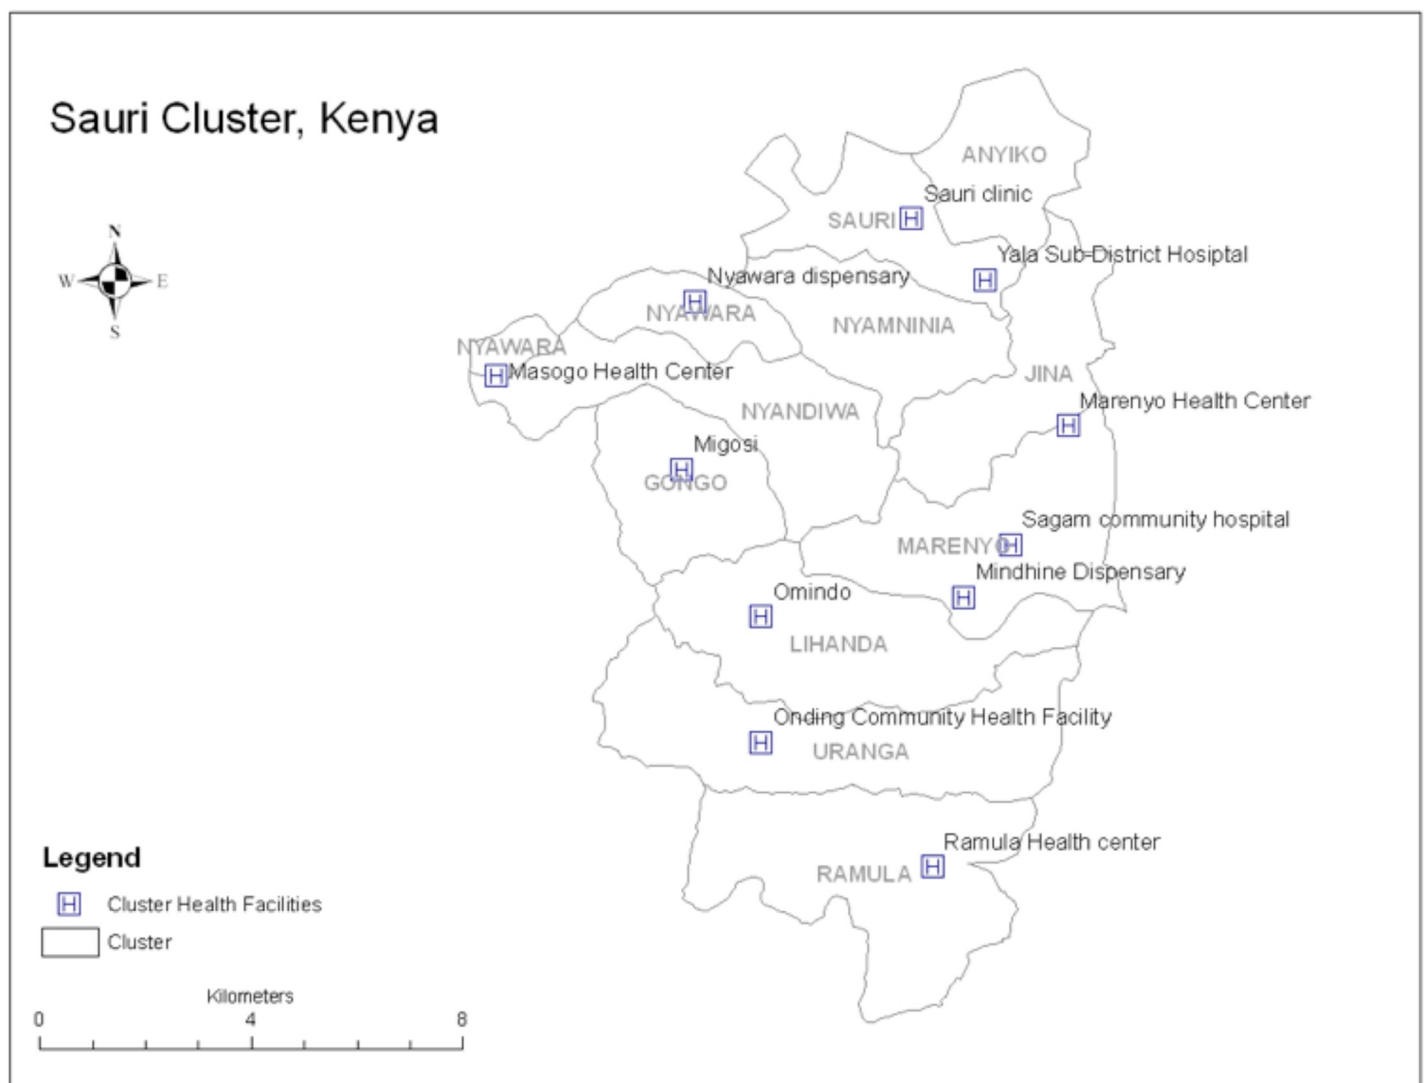 Sauri Cluster, Kenya
N
W
E
S
ANYIKO
Sauri clinic
SAURI
Yala Sub-District Hosiptal
Nyawara dispensary
NYAWARA
NYAMNINIA
NYAWARA
Masogo Health Center
JINA
NYANDIWA
Marenyo Health Center
Migosi
GONGO
Sagam community hospital
MARENYO
Mindhine Dispensary
Omindo
LIHANDA
Onding Community Health Facility
URANGA
Ramula Health center
RAMULA
Legend
H Cluster Health Facilities
Cluster
Kilometers
0 4 8